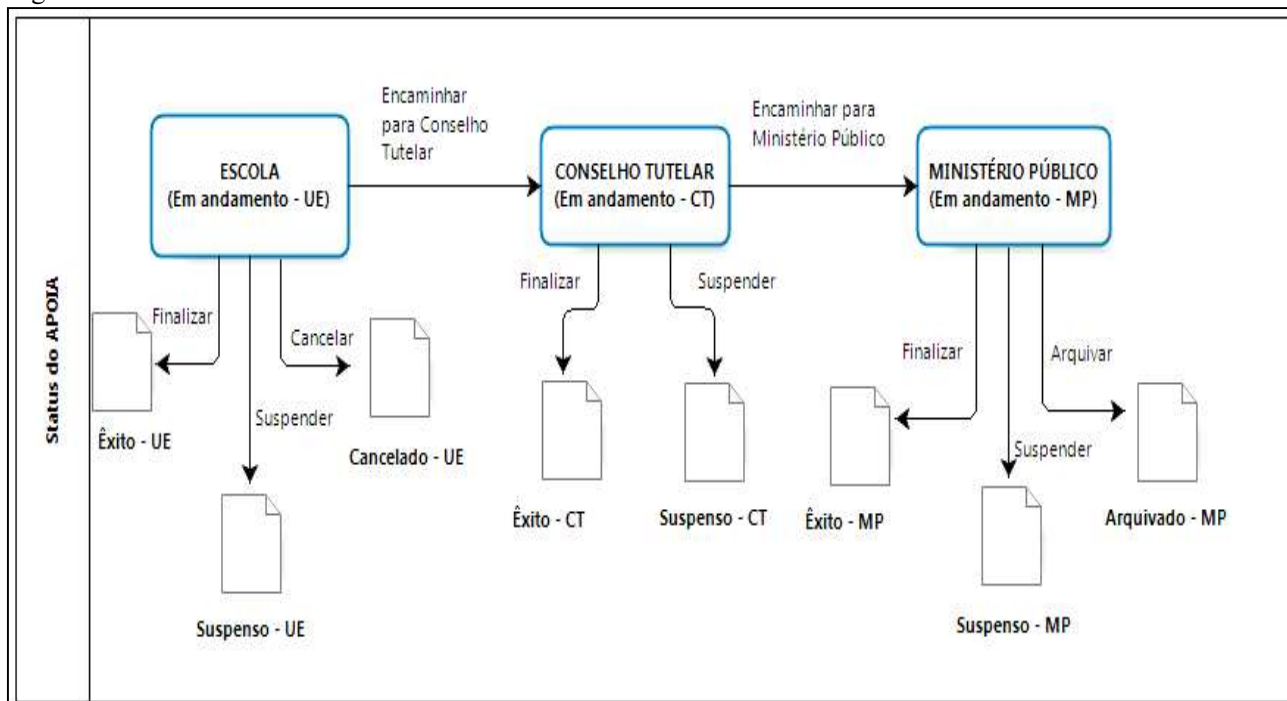 Status do APOIA
Encaminhar
para Conselho
Tutelar
Encaminhar para
Ministério Público
ESCOLA
(Em andamento - UE)
CONSELHO TUTELAR
(Em andamento - CT)
MINISTÉRIO PÚBLICO
(Em andamento - MP)
Finalizar
Suspender
Cancelar
Êxito - UE
Suspenso - UE
Cancelado - UE
Finalizar
Suspender
Êxito - CT
Suspenso - CT
Finalizar
Suspender
Arquivar
Êxito - MP
Suspenso - MP
Arquivado - MP